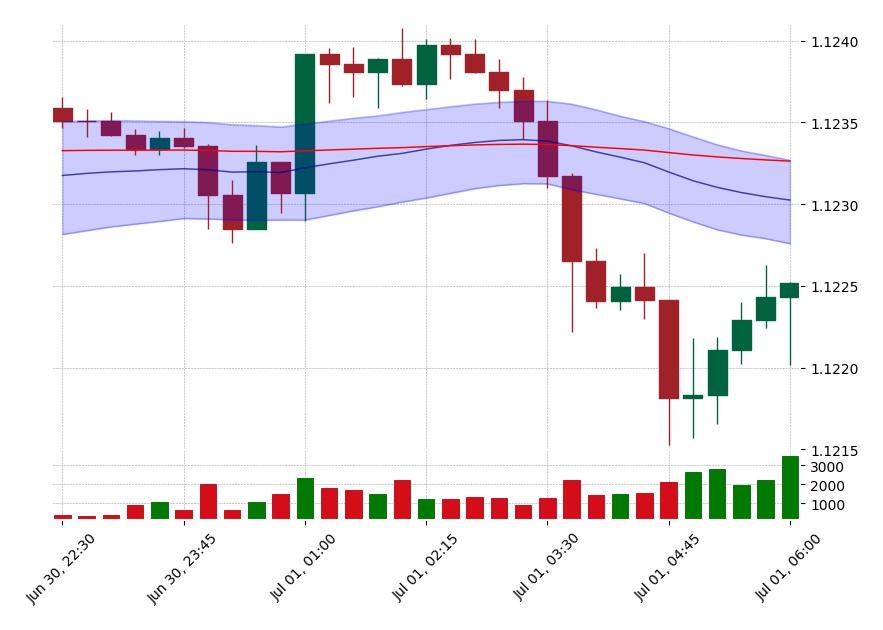 1.1240
1.1235
1.1230
1.1225
1.1220
1.1215
3000
2000
1000
Jun 30, 22:30
Jun 30, 23:45
Jul 01, 01:00
Jul 01, 02:15
Jul 01, 03:30
Jul 01, 04:45
Jul 01, 06:00